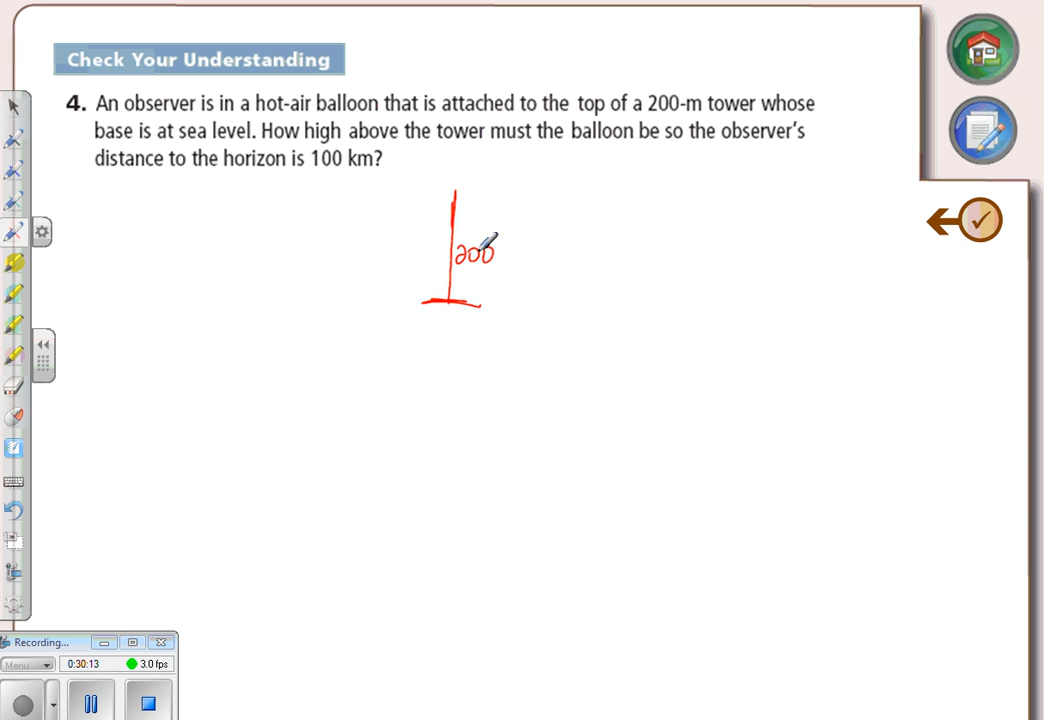 Check Your Understanding
4. An observer is in a hot-air balloon that is attached to the top of a 200-m tower whose
base is at sea level. How high above the tower must the balloon be so the observer's
distance to the horizon is 100 km?
200
Recording...
Menu
0:30:13
3.0 fps